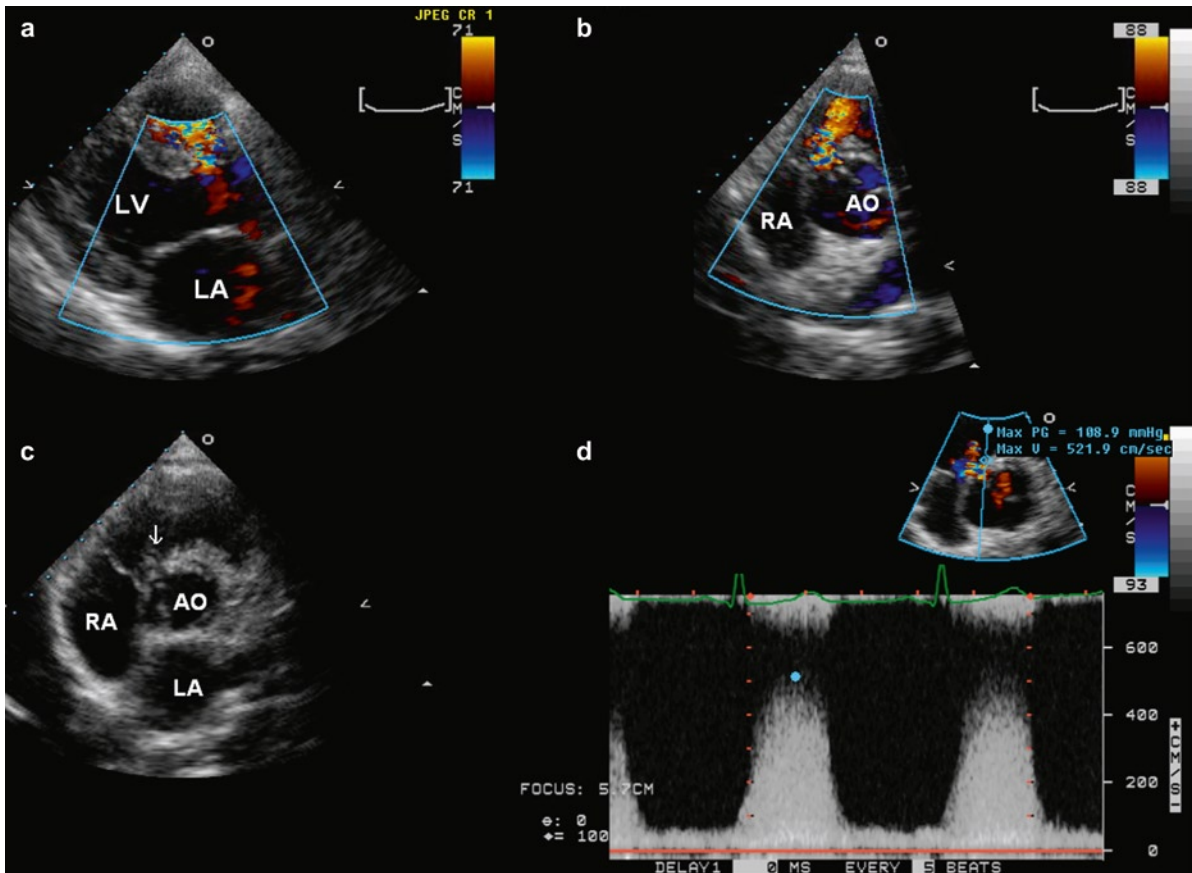 a
JPEG CR 1
71
C
M
/
S
71
LV
LA
b
88
C
M
/
S
88
RA
AO
c
RA
AO
LA
d
Max PG = 108.9 mmHg
Max V = 521.9 cm/sec
C
M
/
S
93
600
400
200
0
+CM/S-
FOCUS: 5.7CM
θ: 0
◆= 100
DELAY1 0 MS EVERY 5 BEATS